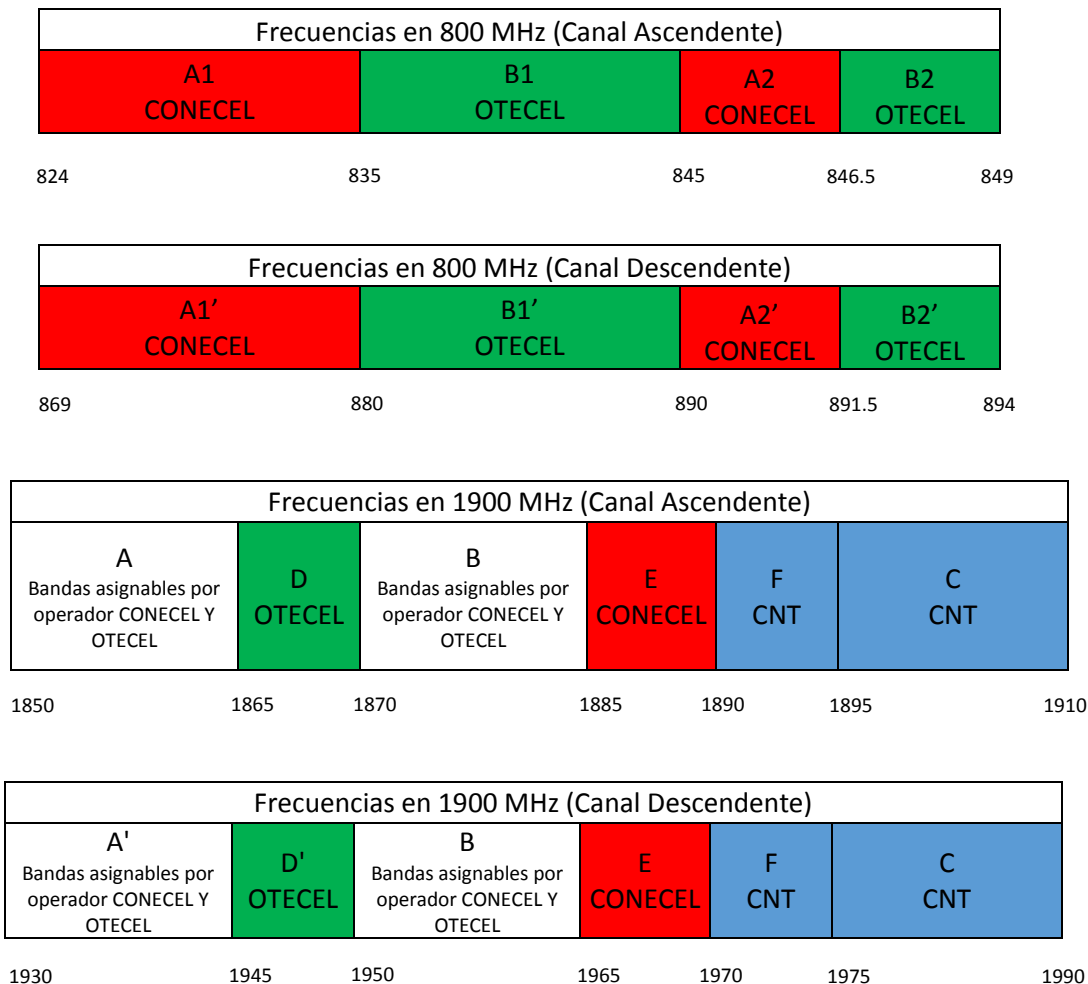 Frecuencias en 800 MHz (Canal Ascendente)
A1
CONECEL
B1
OTECEL
A2
CONECEL
B2
OTECEL
824
835
845
846.5
849
Frecuencias en 800 MHz (Canal Descendente)
A1’
CONECEL
B1’
OTECEL
A2’
CONECEL
B2’
OTECEL
869
880
890
891.5
894
Frecuencias en 1900 MHz (Canal Ascendente)
A
Bandas asignables por
operador CONECEL Y
OTECEL
D
OTECEL
B
Bandas asignables por
operador CONECEL Y
OTECEL
E
CONECEL
F
CNT
C
CNT
1850
1865
1870
1885
1890
1895
1910
Frecuencias en 1900 MHz (Canal Descendente)
A'
Bandas asignables por
operador CONECEL Y
OTECEL
D'
OTECEL
B
Bandas asignables por
operador CONECEL Y
OTECEL
E
CONECEL
F
CNT
C
CNT
1930
1945
1950
1965
1970
1975
1990